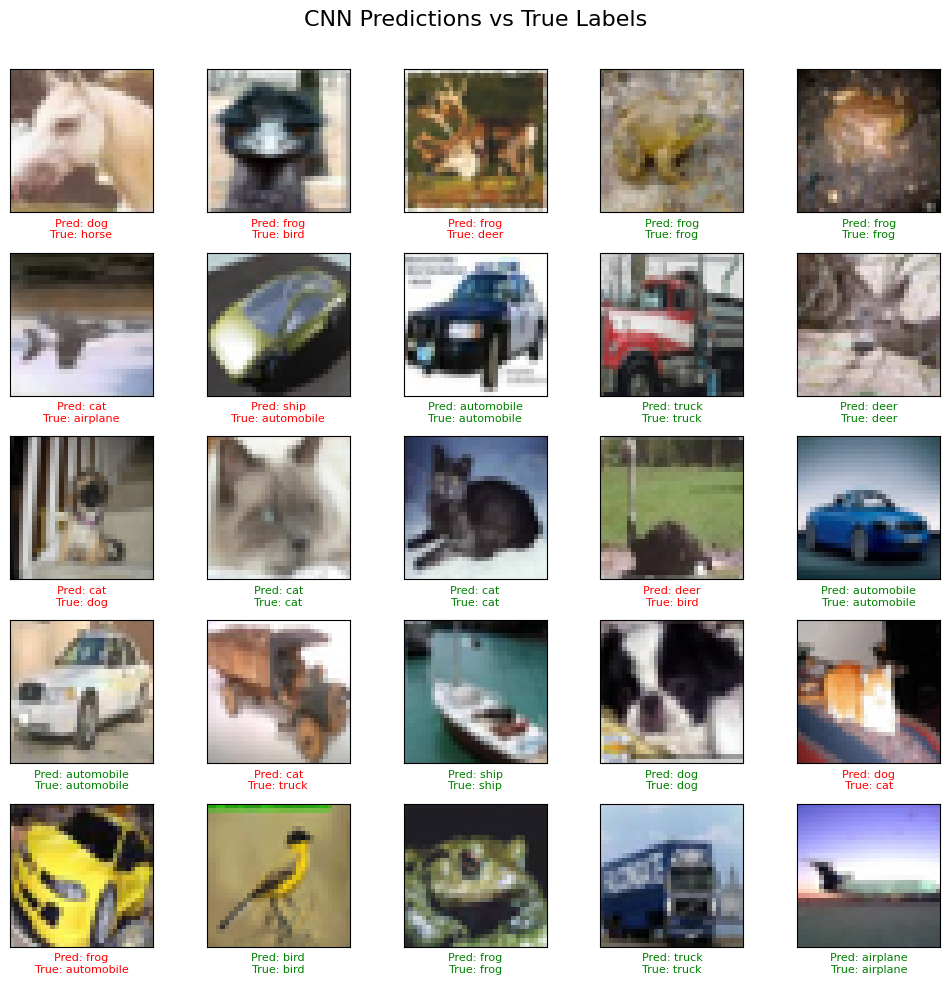 CNN Predictions vs True Labels
Pred: dog
True: horse
Pred: frog
True: bird
Pred: frog
True: deer
Pred: frog
True: frog
Pred: frog
True: frog
Pred: cat
True: airplane
Pred: ship
True: automobile
Pred: automobile
True: automobile
Pred: truck
True: truck
Pred: deer
True: deer
Pred: cat
True: dog
Pred: cat
True: cat
Pred: cat
True: cat
Pred: deer
True: bird
Pred: automobile
True: automobile
Pred: automobile
True: automobile
Pred: cat
True: truck
Pred: ship
True: ship
Pred: dog
True: dog
Pred: dog
True: cat
Pred: frog
True: automobile
Pred: bird
True: bird
Pred: frog
True: frog
Pred: truck
True: truck
Pred: airplane
True: airplane